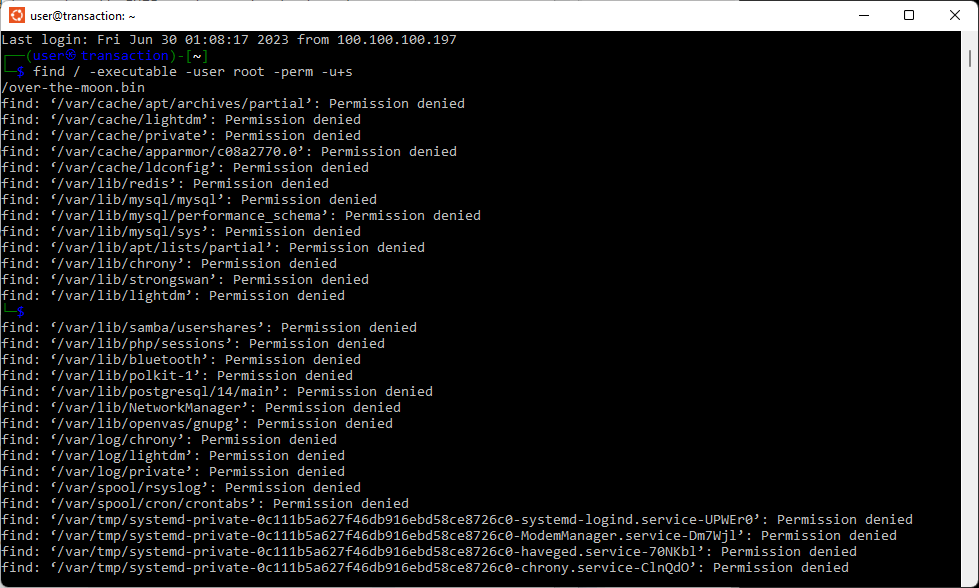 user@transaction: ~
Last login: Fri Jun 30 01:08:17 2023 from 100.100.100.197
┌──(user㉿transaction)-[~]
└─$ find / -executable -user root -perm -u+s
/over-the-moon.bin
find: ‘/var/cache/apt/archives/partial’: Permission denied
find: ‘/var/cache/lightdm’: Permission denied
find: ‘/var/cache/private’: Permission denied
find: ‘/var/cache/apparmor/c08a2770.0’: Permission denied
find: ‘/var/cache/ldconfig’: Permission denied
find: ‘/var/lib/redis’: Permission denied
find: ‘/var/lib/mysql/mysql’: Permission denied
find: ‘/var/lib/mysql/performance_schema’: Permission denied
find: ‘/var/lib/mysql/sys’: Permission denied
find: ‘/var/lib/apt/lists/partial’: Permission denied
find: ‘/var/lib/chrony’: Permission denied
find: ‘/var/lib/strongswan’: Permission denied
find: ‘/var/lib/lightdm’: Permission denied
└─$
find: ‘/var/lib/samba/usershares’: Permission denied
find: ‘/var/lib/php/sessions’: Permission denied
find: ‘/var/lib/bluetooth’: Permission denied
find: ‘/var/lib/polkit-1’: Permission denied
find: ‘/var/lib/postgresql/14/main’: Permission denied
find: ‘/var/lib/NetworkManager’: Permission denied
find: ‘/var/lib/openvas/gnupg’: Permission denied
find: ‘/var/log/chrony’: Permission denied
find: ‘/var/log/lightdm’: Permission denied
find: ‘/var/log/private’: Permission denied
find: ‘/var/spool/rsyslog’: Permission denied
find: ‘/var/spool/cron/crontabs’: Permission denied
find: ‘/var/tmp/systemd-private-0c111b5a627f46db916ebd58ce8726c0-systemd-logind.service-UPWEr0’: Permission denied
find: ‘/var/tmp/systemd-private-0c111b5a627f46db916ebd58ce8726c0-ModemManager.service-Dm7Wjl’: Permission denied
find: ‘/var/tmp/systemd-private-0c111b5a627f46db916ebd58ce8726c0-haveged.service-70NKbl’: Permission denied
find: ‘/var/tmp/systemd-private-0c111b5a627f46db916ebd58ce8726c0-chrony.service-ClnQdO’: Permission denied